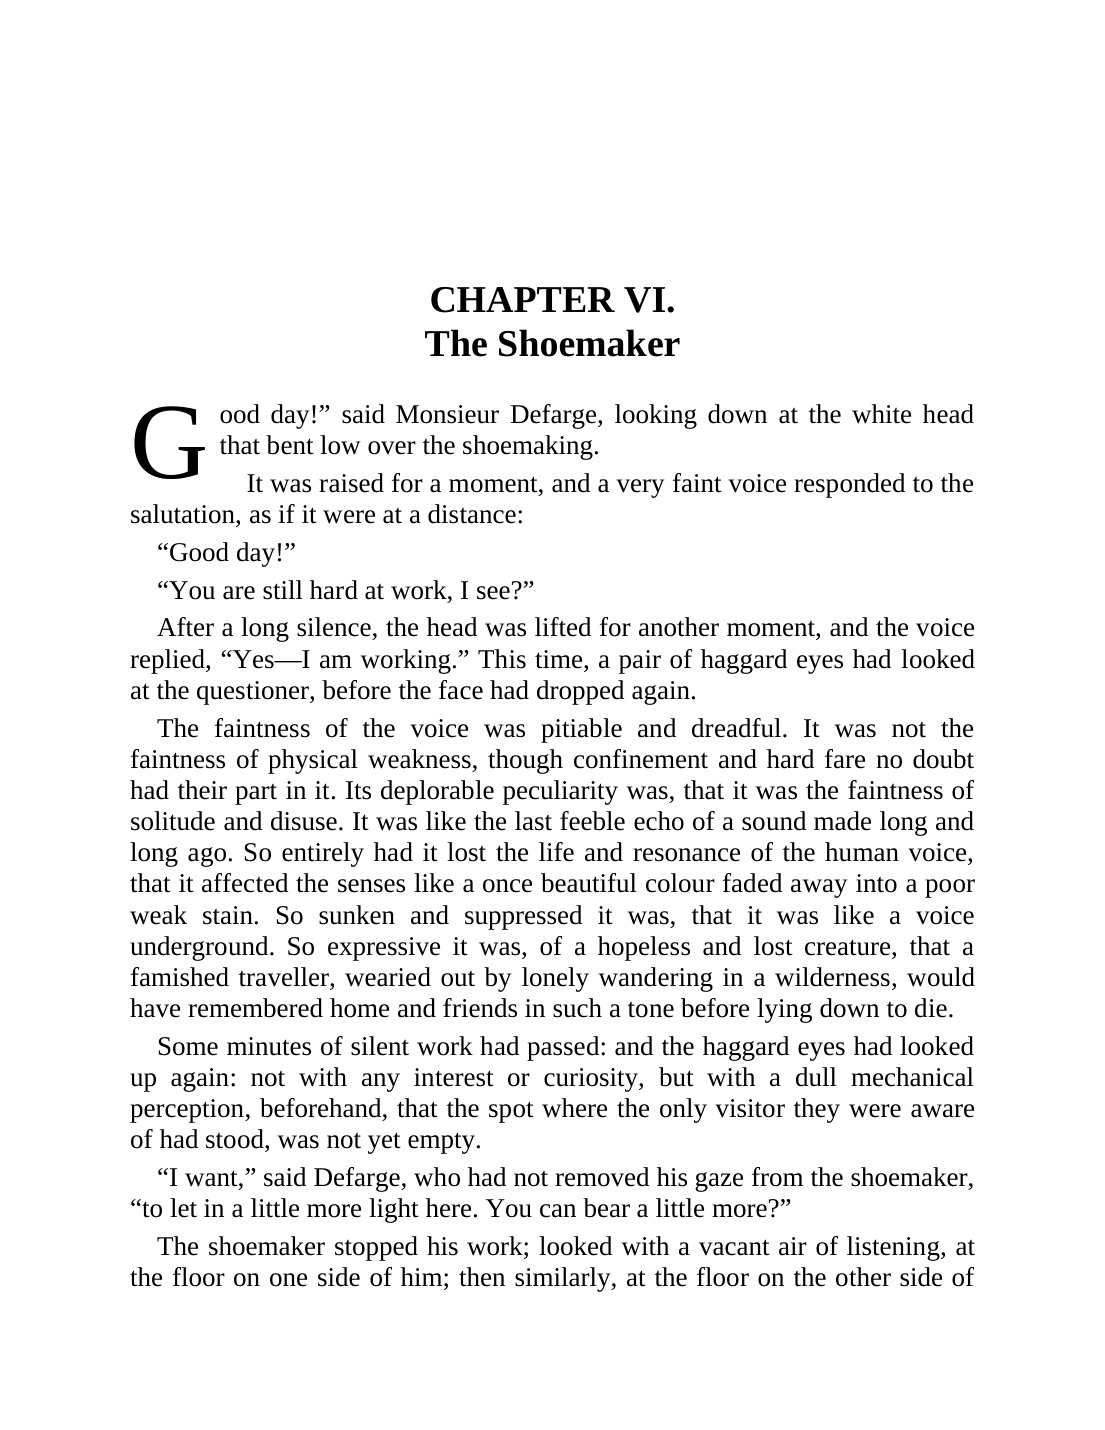 CHAPTER VI.
The Shoemaker
Good day!” said Monsieur Defarge, looking down at the white head
that bent low over the shoemaking.
It was raised for a moment, and a very faint voice responded to the
salutation, as if it were at a distance:
“Good day!”
“You are still hard at work, I see?”
After a long silence, the head was lifted for another moment, and the voice
replied, “Yes—I am working.” This time, a pair of haggard eyes had looked
at the questioner, before the face had dropped again.
The faintness of the voice was pitiable and dreadful. It was not the
faintness of physical weakness, though confinement and hard fare no doubt
had their part in it. Its deplorable peculiarity was, that it was the faintness of
solitude and disuse. It was like the last feeble echo of a sound made long and
long ago. So entirely had it lost the life and resonance of the human voice,
that it affected the senses like a once beautiful colour faded away into a poor
weak stain. So sunken and suppressed it was, that it was like a voice
underground. So expressive it was, of a hopeless and lost creature, that a
famished traveller, wearied out by lonely wandering in a wilderness, would
have remembered home and friends in such a tone before lying down to die.
Some minutes of silent work had passed: and the haggard eyes had looked
up again: not with any interest or curiosity, but with a dull mechanical
perception, beforehand, that the spot where the only visitor they were aware
of had stood, was not yet empty.
“I want,” said Defarge, who had not removed his gaze from the shoemaker,
“to let in a little more light here. You can bear a little more?”
The shoemaker stopped his work; looked with a vacant air of listening, at
the floor on one side of him; then similarly, at the floor on the other side of